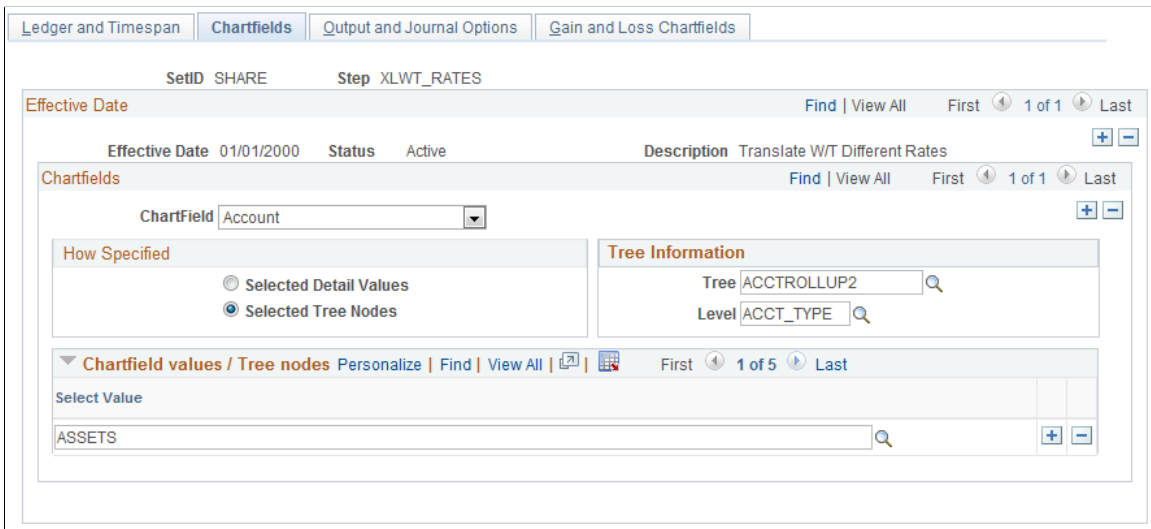 Ledger and Timespan Chartfields Output and Journal Options Gain and Loss Chartfields
SetID SHARE Step XLWT_RATES
Effective Date Find | View All First 1 of 1 Last
Effective Date 01/01/2000 Status Active Description Translate W/T Different Rates
Chartfields Find | View All First 1 of 1 Last
ChartField Account
How Specified Tree Information
Selected Detail Values Tree ACCTROLLUP2
Selected Tree Nodes Level ACCT_TYPE
Chartfield values / Tree nodes Personalize | Find | View All | | First 1 of 5 Last
Select Value
ASSETS